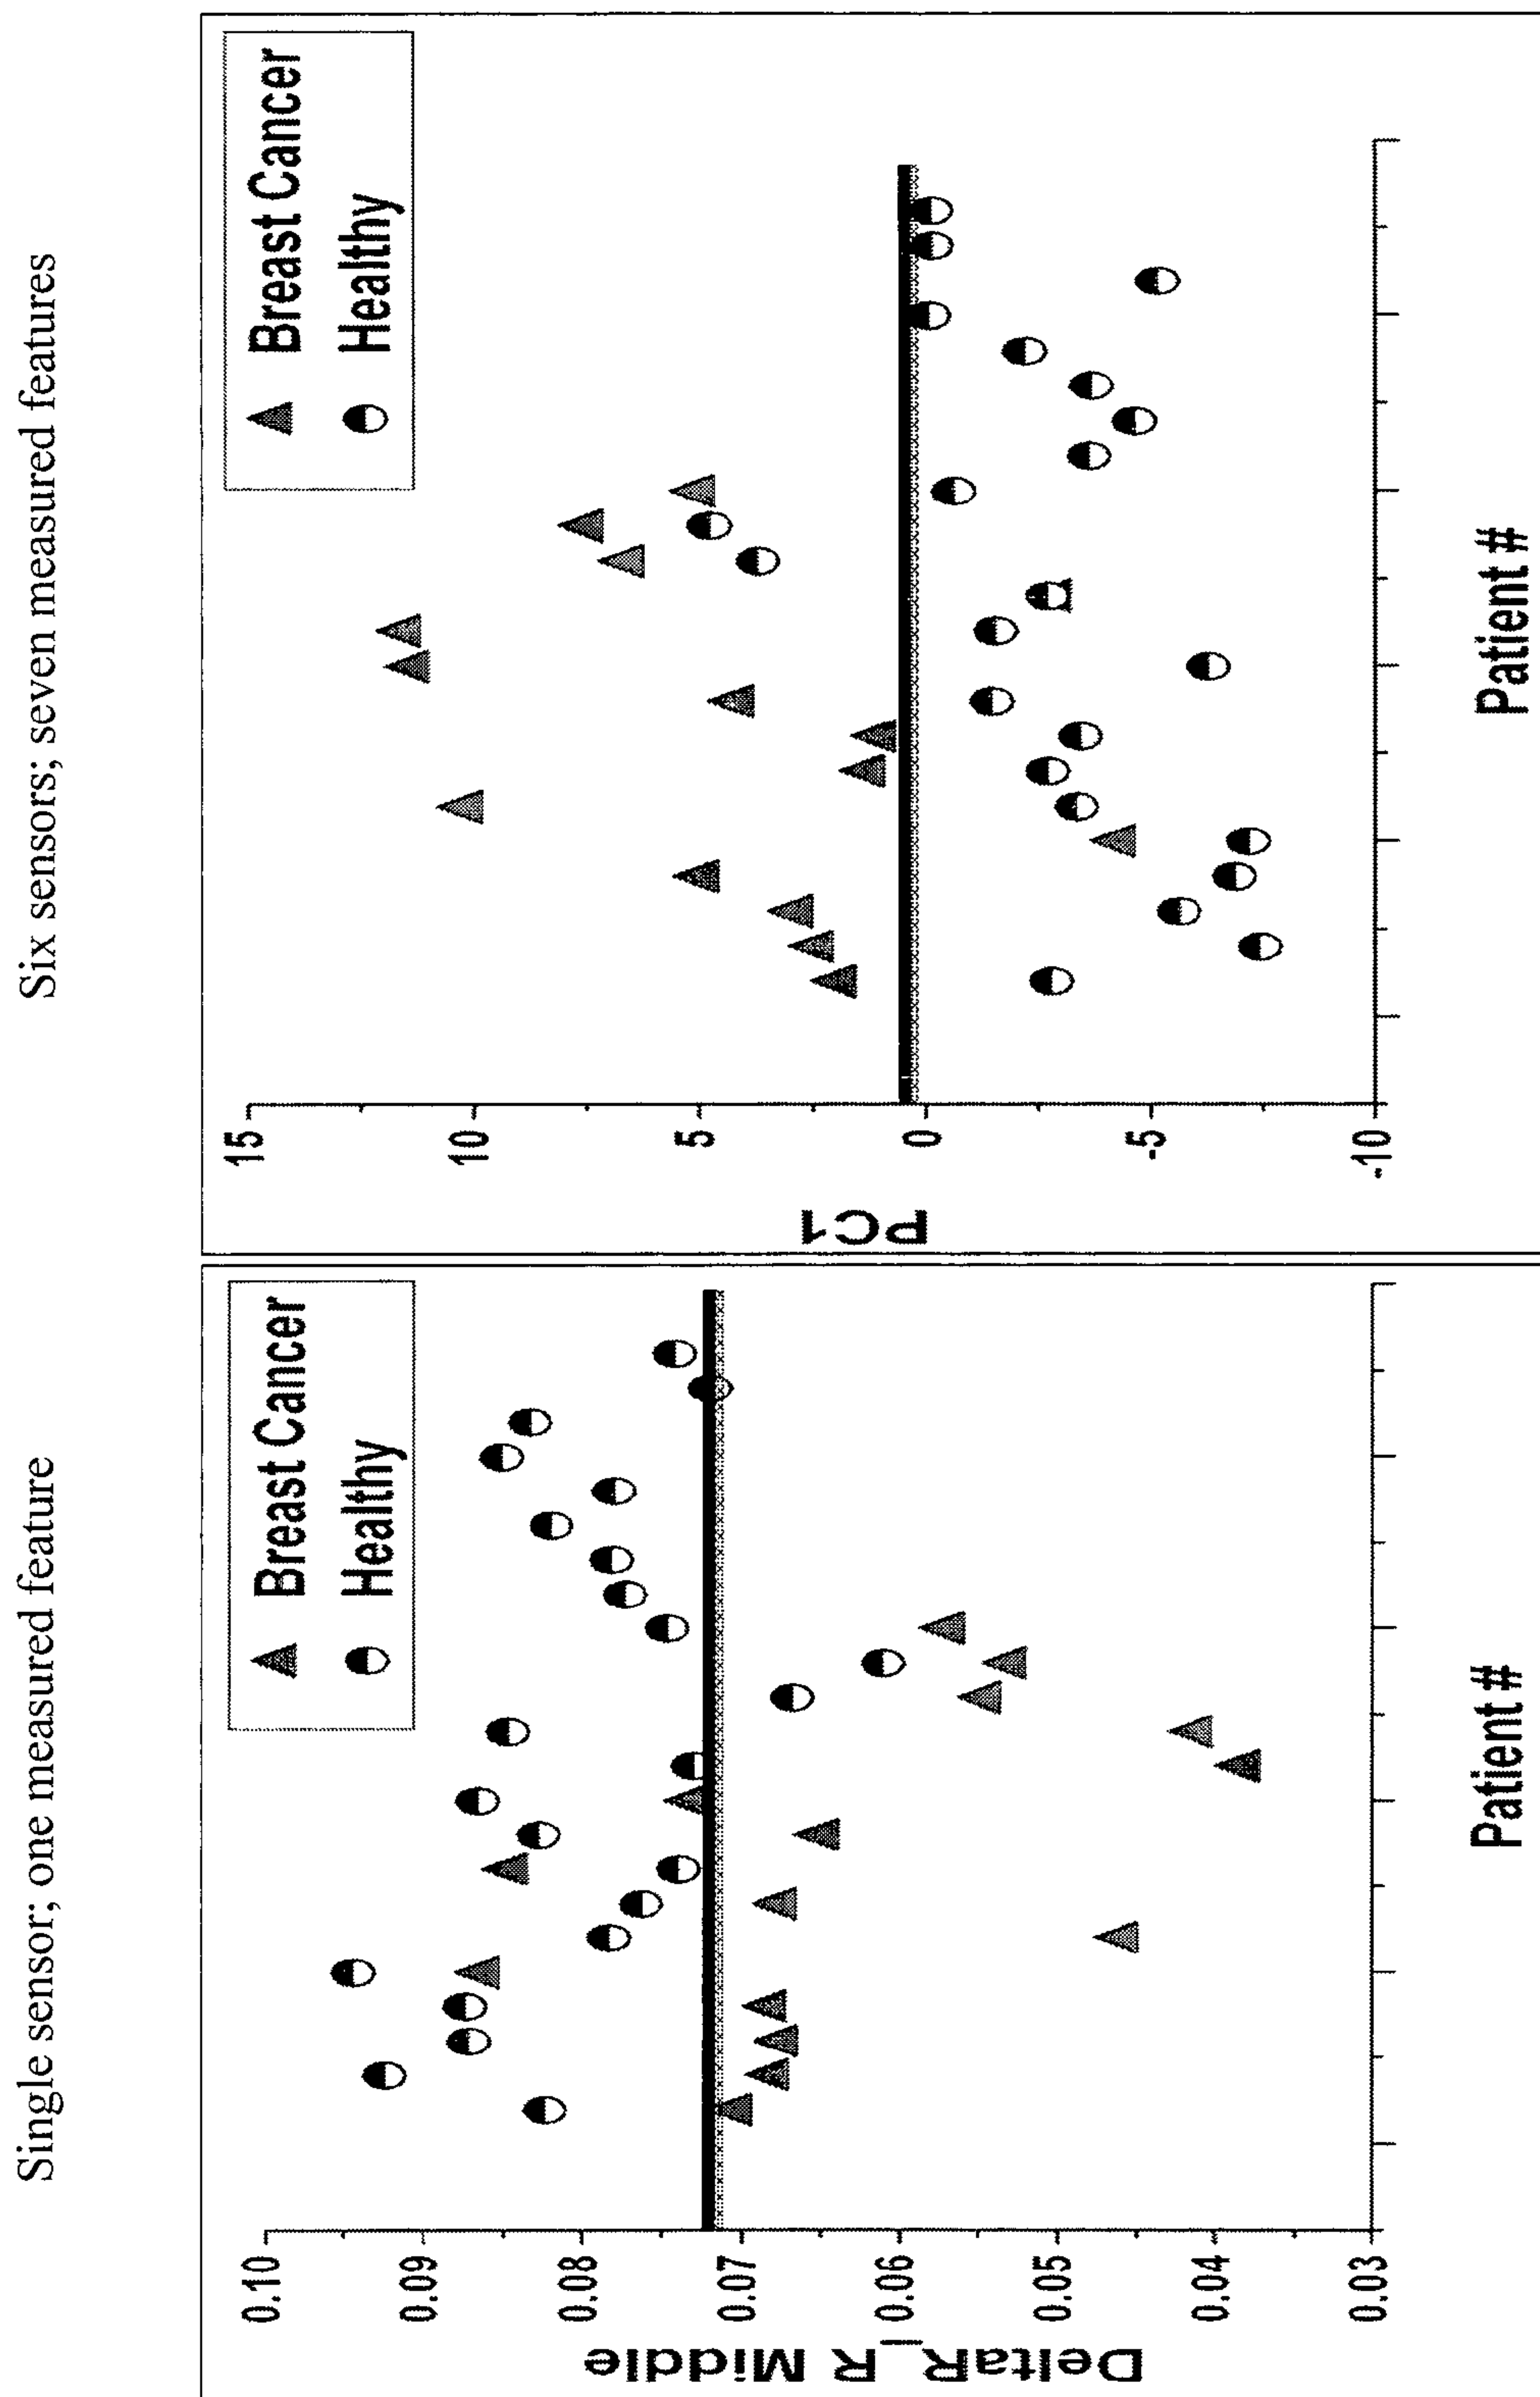 Single sensor; one measured feature
Breast Cancer
Healthy
DeltaR_R Middle
0.10
0.09
0.08
0.07
0.06
0.05
0.04
0.03
Patient #
Six sensors; seven measured features
Breast Cancer
Healthy
PC1
15
10
5
0
-5
-10
Patient #